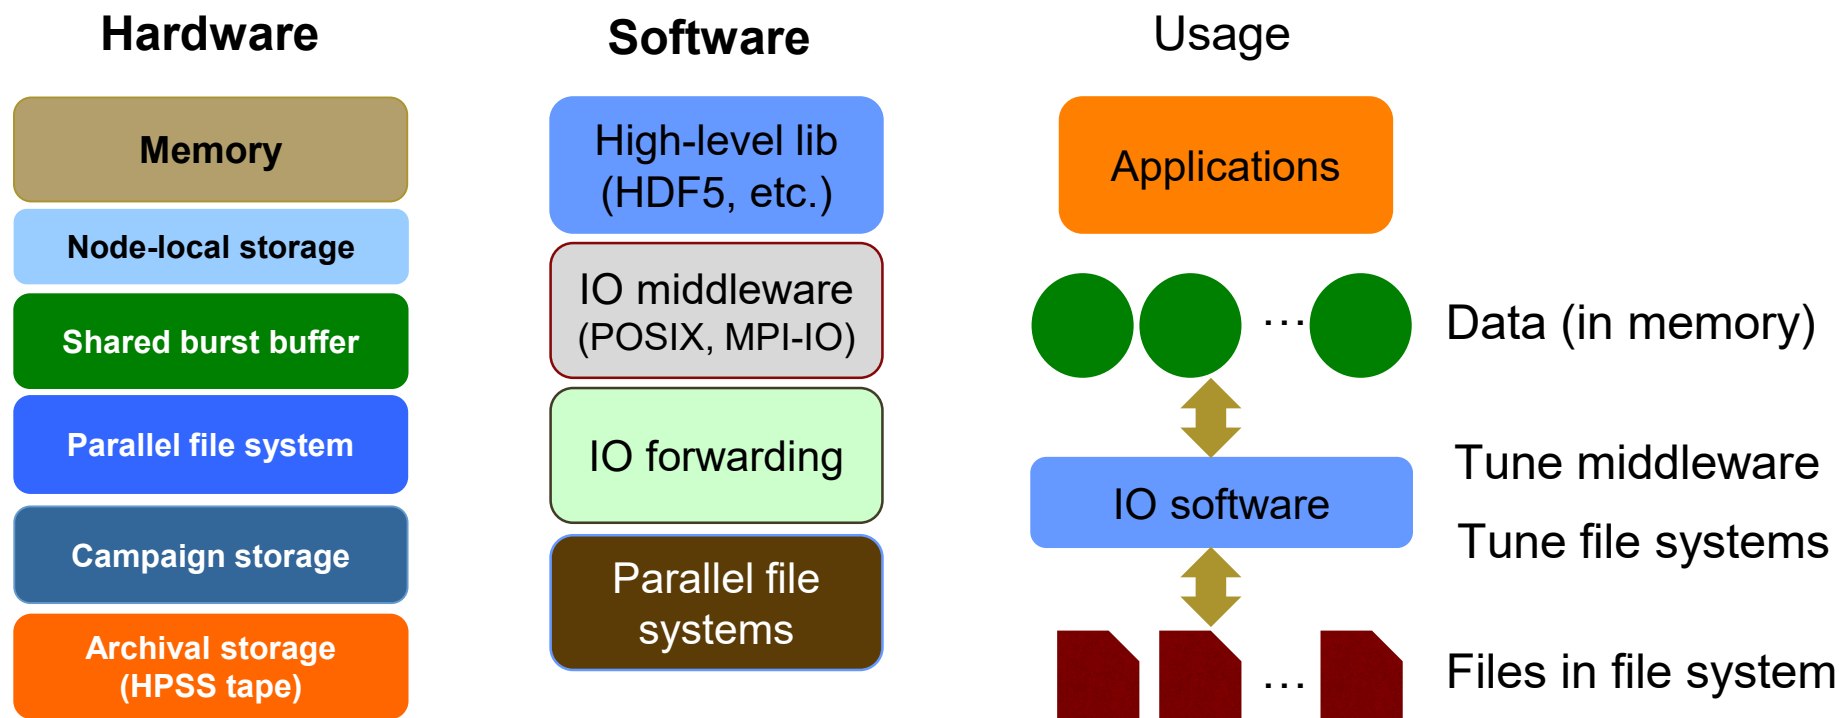 Hardware
Memory
Node-local storage
Shared burst buffer
Parallel file system
Campaign storage
Archival storage
(HPSS tape)
Software
High-level lib
(HDF5, etc.)
IO middleware
(POSIX, MPI-IO)
IO forwarding
Parallel file
systems
Usage
Applications
... Data (in memory)
Tune middleware
IO software
Tune file systems
... Files in file system